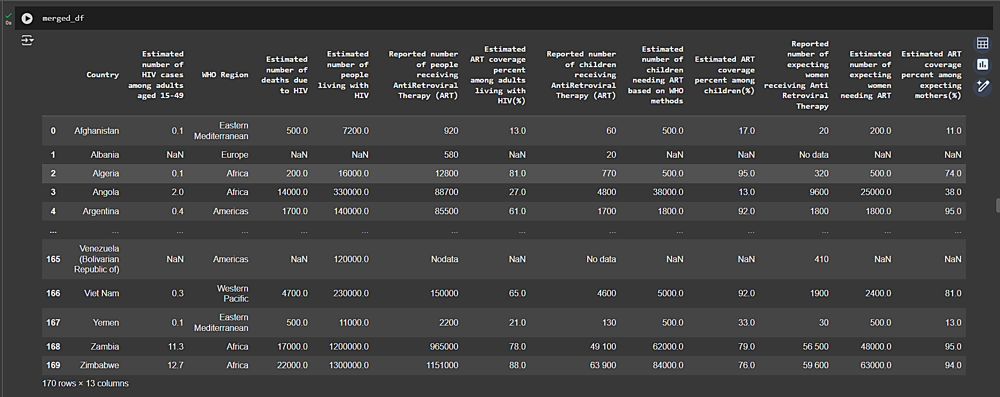 merged_df
0s
Country Estimated number of HIV cases among adults aged 15-49 WHO Region Estimated number of deaths due to HIV Estimated number of people living with HIV Reported number of people receiving AntiRetroviral Therapy (ART) Estimated ART coverage percent among adults living with HIV(%) Reported number of children receiving AntiRetroviral Therapy (ART) Estimated number of children needing ART based on WHO methods Estimated ART coverage percent among children(%) Reported number of expecting women receiving Anti Retroviral Therapy Estimated number of expecting women needing ART Estimated ART coverage percent among expecting mothers(%)
0 Afghanistan 0.1 Eastern Mediterranean 500.0 7200.0 920 13.0 60 500.0 17.0 20 200.0 11.0
1 Albania NaN Europe NaN NaN 580 NaN 20 NaN NaN No data NaN NaN
2 Algeria 0.1 Africa 200.0 16000.0 12800 81.0 770 500.0 95.0 320 500.0 74.0
3 Angola 2.0 Africa 14000.0 330000.0 88700 27.0 4800 38000.0 13.0 9600 25000.0 38.0
4 Argentina 0.4 Americas 1700.0 140000.0 85500 61.0 1700 1800.0 92.0 1800 1800.0 95.0
... ... ... ... ... ... ... ... ... ... ... ... ... ...
165 Venezuela (Bolivarian Republic of) NaN Americas NaN 120000.0 Nodata NaN No data NaN NaN 410 NaN NaN
166 Viet Nam 0.3 Western Pacific 4700.0 230000.0 150000 65.0 4600 5000.0 92.0 1900 2400.0 81.0
167 Yemen 0.1 Eastern Mediterranean 500.0 11000.0 2200 21.0 130 500.0 33.0 30 500.0 13.0
168 Zambia 11.3 Africa 17000.0 1200000.0 965000 78.0 49 100 62000.0 79.0 56 500 48000.0 95.0
169 Zimbabwe 12.7 Africa 22000.0 1300000.0 1151000 88.0 63 900 84000.0 76.0 59 600 63000.0 94.0
170 rows × 13 columns